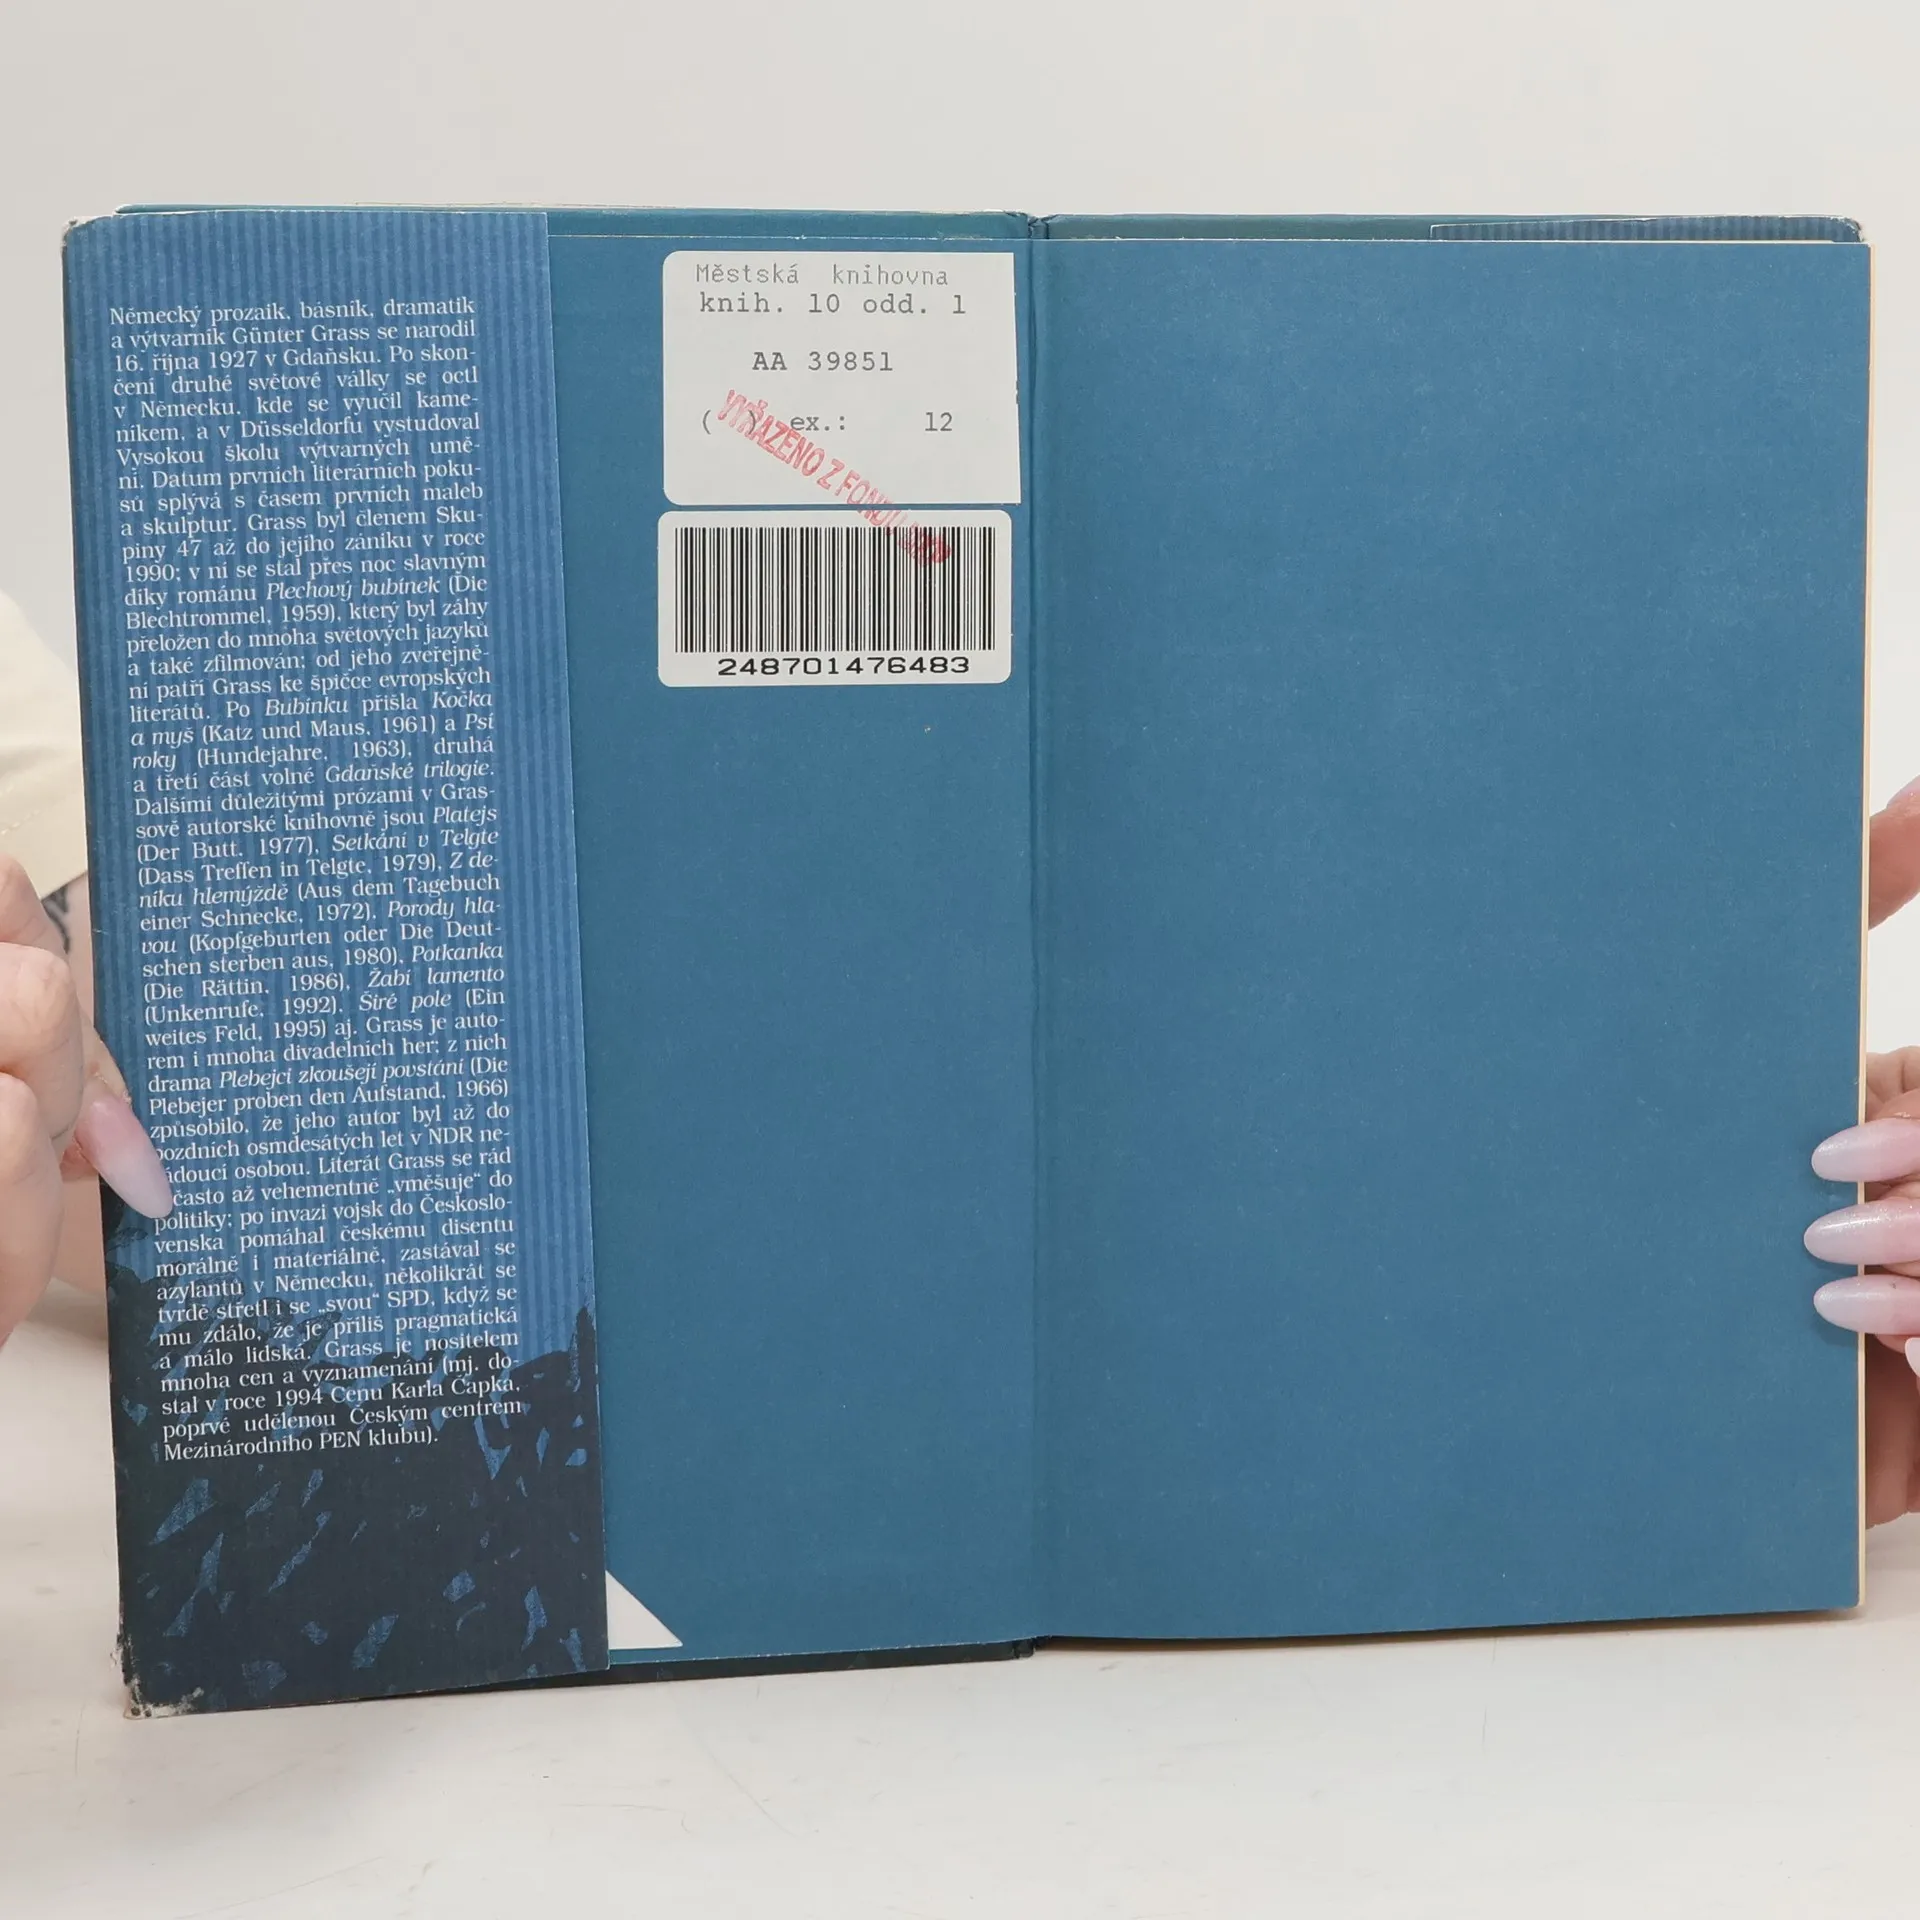 Německý prozaik, básník, dramatik
a výtvarník Günter Grass se narodil
16. října 1927 v Gdaňsku. Po skon-
čení druhé světové války se octl
v Německu, kde se vyučil kame-
níkem, a v Düsseldorfu vystudoval
Vysokou školu výtvarných umě-
ní. Datum prvních literárních poku-
sů splývá s časem prvních maleb
a skulptur. Grass byl členem Sku-
piny 47 až do jejího zániku v roce
1990; v ní se stal přes noc slavným
díky románu Plechový bubínek (Die
Blechtrommel, 1959), který byl záhy
přeložen do mnoha světových jazyků
a také zfilmován; od jeho zveřejně-
ní patří Grass ke špičce evropských
literátů. Po Bubínku přišla Kočka
a myš (Katz und Maus, 1961) a Psí
roky (Hundejahre, 1963), druhá
a třetí část volné Gdaňské trilogie.
Dalšími důležitými prózami v Gras-
sově autorské knihovně jsou Platejs
(Der Butt, 1977), Setkání v Telgte
(Dass Treffen in Telgte, 1979), Z de-
níku hlemýždě (Aus dem Tagebuch
einer Schnecke, 1972), Porody hla-
vou (Kopfgeburten oder Die Deut-
schen sterben aus, 1980), Potkanka
(Die Rättin, 1986), Žabí lamento
(Unkenrufe, 1992), Širé pole (Ein
weites Feld, 1995) aj. Grass je auto-
rem i mnoha divadelních her; z nich
drama Plebejci zkoušejí povstání (Die
Plebejer proben den Aufstand, 1966)
způsobilo, že jeho autor byl až do
pozdních osmdesátých let v NDR ne-
žádoucí osobou. Literát Grass se rád
často až vehementně „vměšuje“ do
politiky: po invazi vojsk do Českoslo-
venska pomáhal českému disentu
morálně i materiálně, zastával se
azylantů v Německu, několikrát se
tvrdě střetl i se „svou“ SPD, když se
mu zdálo, že je příliš pragmatická
a málo lidská. Grass je nositelem
mnoha cen a vyznamenání (mj. do-
stal v roce 1994 Cenu Karla Čapka,
poprvé udělenou Českým centrem
Mezinárodního PEN klubu).
Městská knihovna
knih. 10 odd. 1
AA 39851
( ) ex.: 12
VYŘAZENO Z FONDU
248701476483